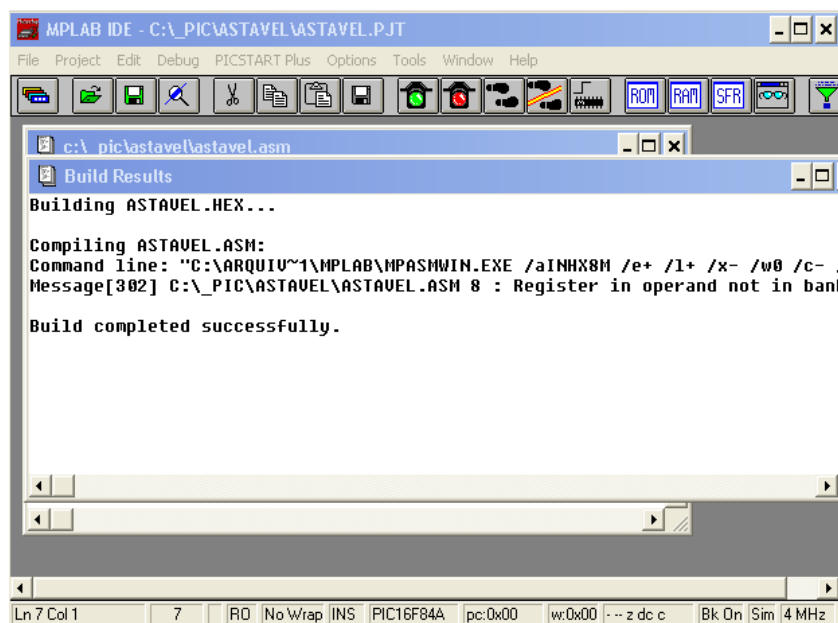 MPLAB IDE - C:\_PIC\ASTAVEL\ASTAVEL.PJT
File Project Edit Debug PICSTART Plus Options Tools Window Help
ROM RAM SFR
c:\_pic\astavel\astavel.asm
Build Results
Building ASTAVEL.HEX...
Compiling ASTAVEL.ASM:
Command line: "C:\ARQUIV~1\MPLAB\MPASMWIN.EXE /aINHX8M /e+ /l+ /x- /w0 /c- /
Message[302] C:\_PIC\ASTAVEL\ASTAVEL.ASM 8 : Register in operand not in ban
Build completed successfully.
Ln 7 Col 1 7 RO No Wrap INS PIC16F84A pc:0x00 w:0x00 - -- z dc c Bk On Sim 4 MHz